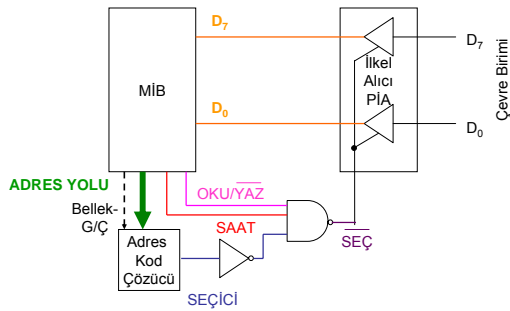 MİB
D7
D0
İlkel
Alıcı
PİA
D7
D0
Çevre Birimi
ADRES YOLU
Bellek-
G/Ç
OKU/YAZ
SAAT
SEÇ
Adres
Kod
Çözücü
SEÇİCİ